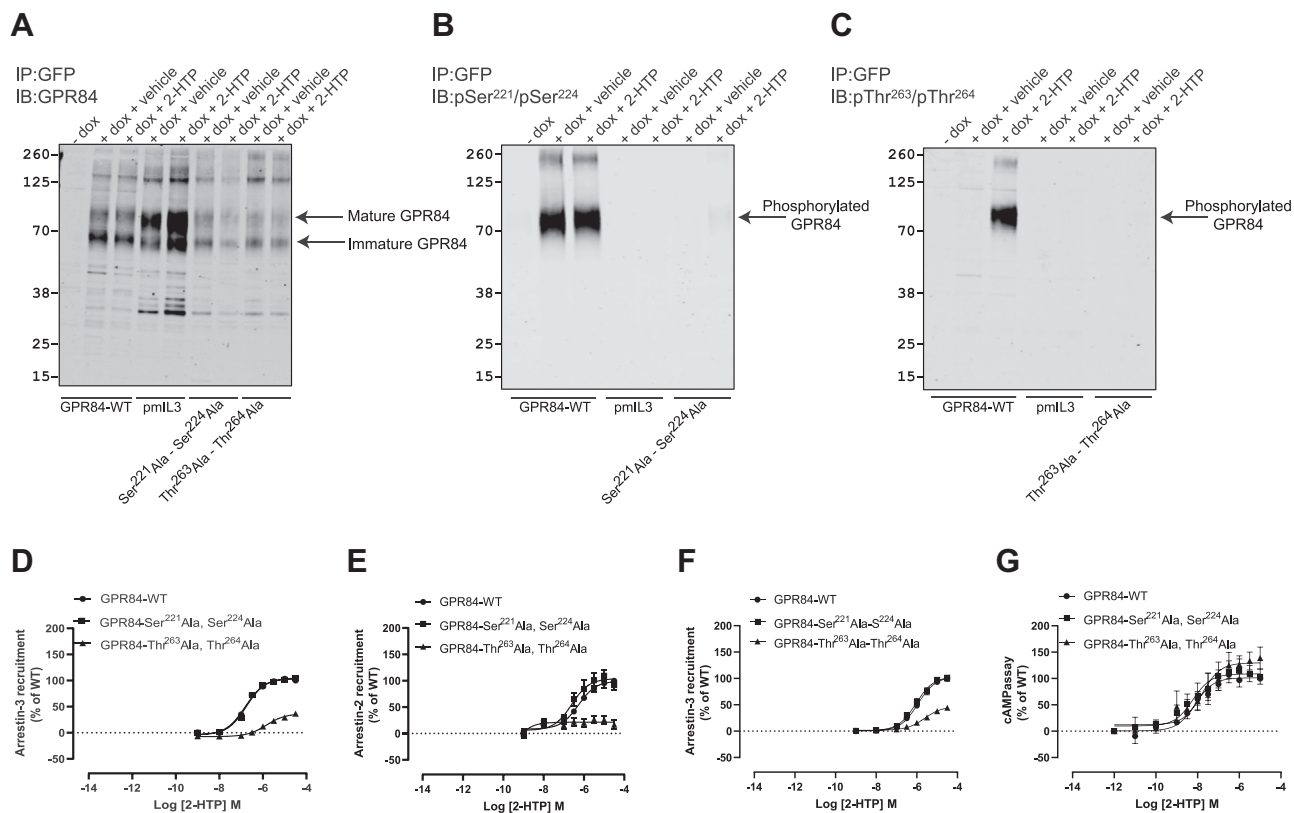 A
IP:GFP
IB:GPR84
- dox
+ dox + vehicle
+ dox + 2-HTP
+ dox + vehicle
+ dox + 2-HTP
+ dox + vehicle
+ dox + 2-HTP
+ dox + vehicle
+ dox + 2-HTP
260
125
70
38
25
15
Mature GPR84
Immature GPR84
GPR84-WT
pmIL3
Ser221Ala - Ser224Ala
Thr263Ala - Thr264Ala
B
IP:GFP
IB:pSer221/pSer224
- dox
+ dox + vehicle
+ dox + 2-HTP
+ dox + vehicle
+ dox + 2-HTP
+ dox + vehicle
+ dox + 2-HTP
260
125
70
38
25
15
Phosphorylated
GPR84
GPR84-WT
pmIL3
Ser221Ala - Ser224Ala
C
IP:GFP
IB:pThr263/pThr264
- dox
+ dox + vehicle
+ dox + 2-HTP
+ dox + vehicle
+ dox + 2-HTP
+ dox + vehicle
+ dox + 2-HTP
260
125
70
38
25
15
Phosphorylated
GPR84
GPR84-WT
pmIL3
Thr263Ala - Thr264Ala
D
GPR84-WT
GPR84-Ser221Ala, Ser224Ala
GPR84-Thr263Ala, Thr264Ala
Arrestin-3 recruitment
(% of WT)
200
150
100
50
0
-50
-14 -12 -10 -8 -6 -4
Log [2-HTP] M
E
GPR84-WT
GPR84-Ser221Ala, Ser224Ala
GPR84-Thr263Ala, Thr264Ala
Arrestin-2 recruitment
(% of WT)
200
150
100
50
0
-50
-14 -12 -10 -8 -6 -4
Log [2-HTP] M
F
GPR84-WT
GPR84-Ser221Ala-S224Ala
GPR84-Thr263Ala-Thr264Ala
Arrestin-3 recruitment
(% of WT)
200
150
100
50
0
-50
-14 -12 -10 -8 -6 -4
Log [2-HTP] M
G
GPR84-WT
GPR84-Ser221Ala, Ser224Ala
GPR84-Thr263Ala, Thr264Ala
cAMPassay
(% of WT)
200
150
100
50
0
-50
-14 -12 -10 -8 -6 -4
Log [2-HTP] M